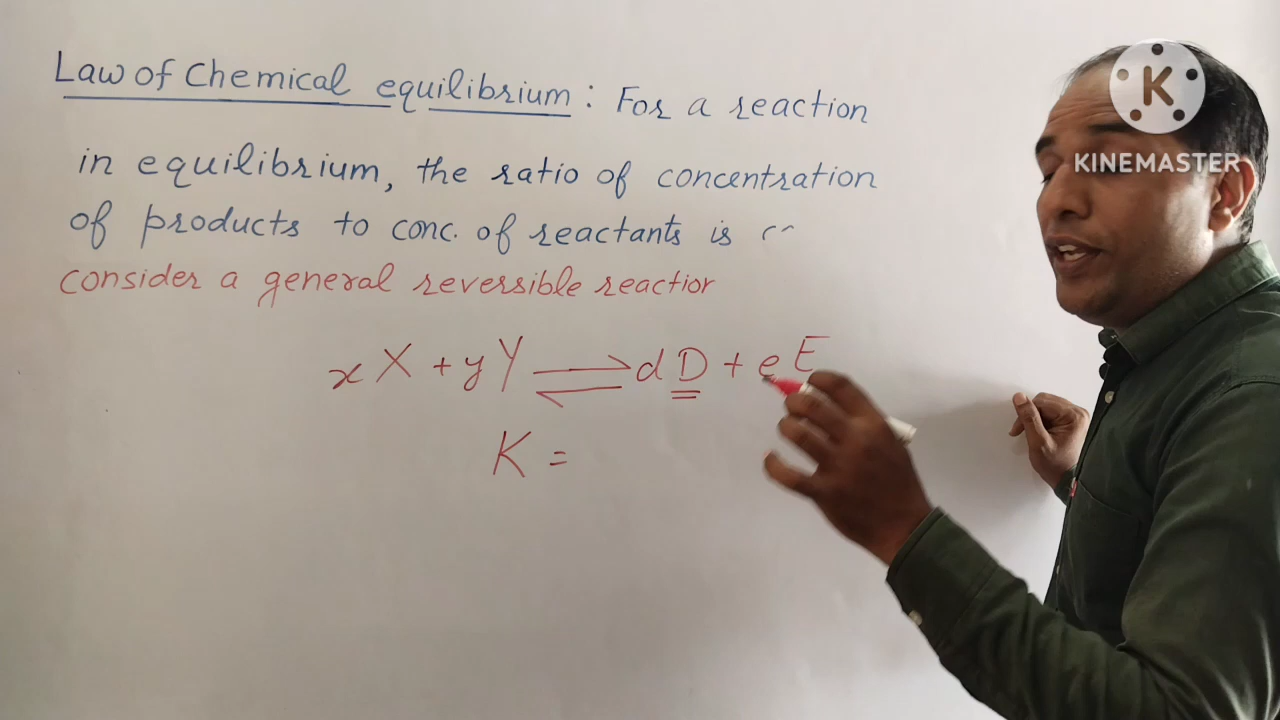 Law of Chemical equilibrium : For a reaction
in equilibrium, the ratio of concentration
of products to conc. of reactants is
consider a general reversible reaction
xX + yY ⇌ dD + eE
K =
K
KINEMASTER